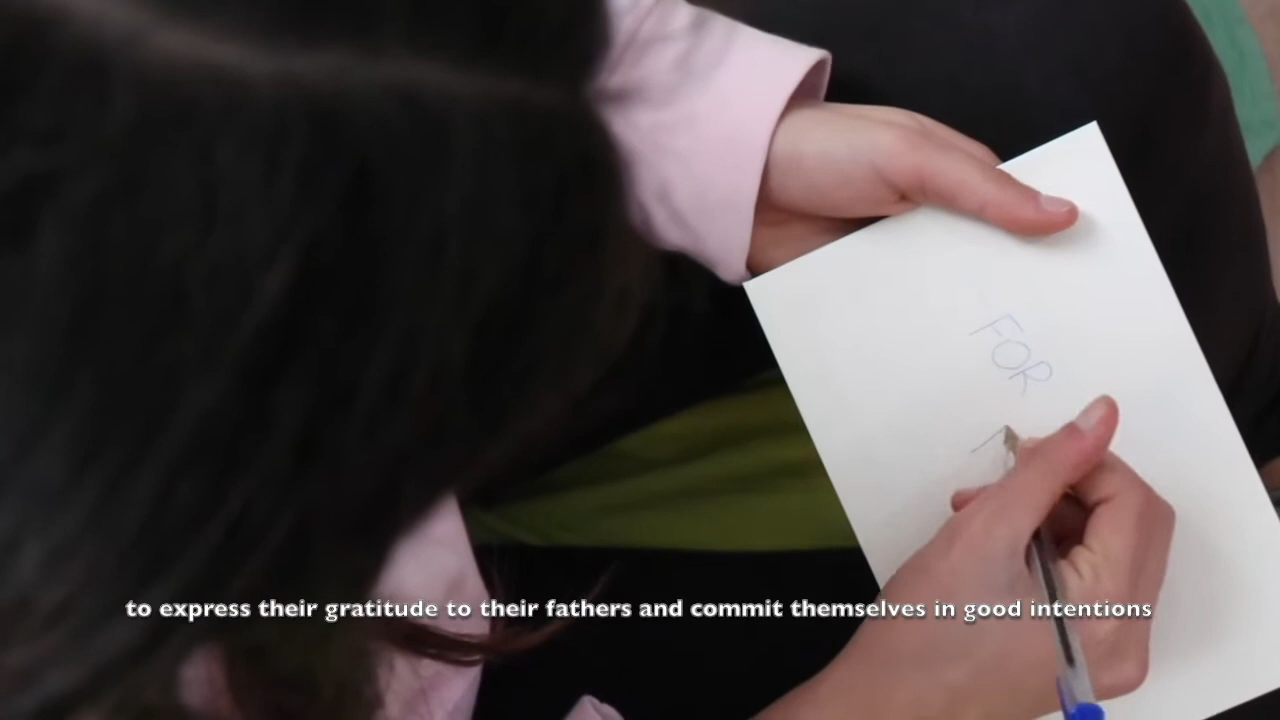 FOR
to express their gratitude to their fathers and commit themselves in good intentions